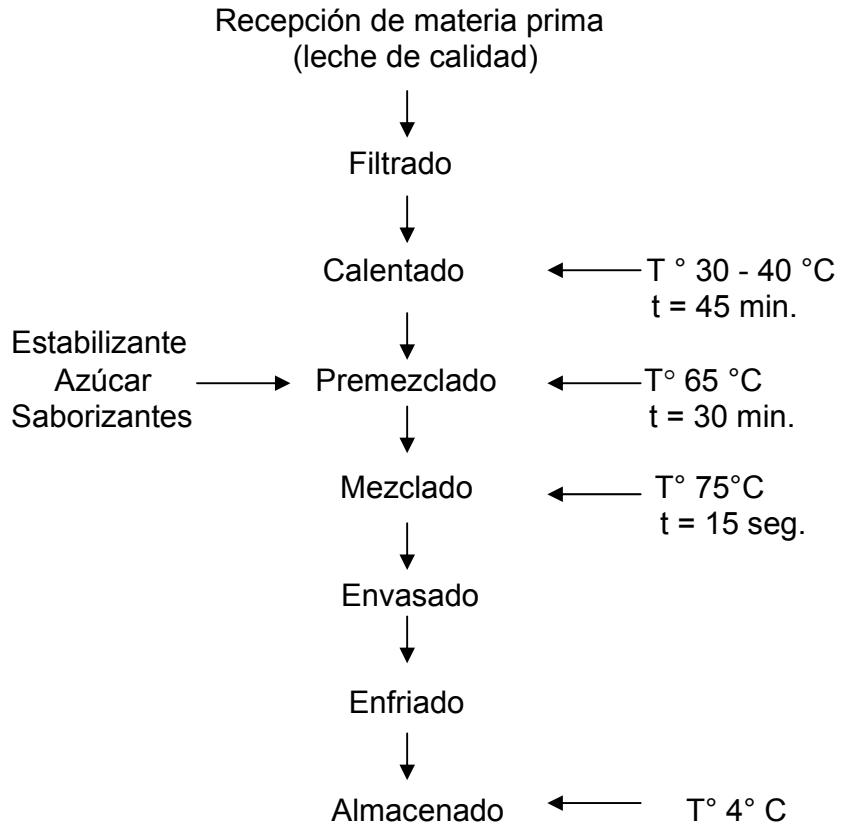 Recepción de materia prima
(leche de calidad)
Filtrado
Calentado
T ° 30 - 40 °C
t = 45 min.
Estabilizante
Azúcar
Saborizantes
Premezclado
T° 65 °C
t = 30 min.
Mezclado
T° 75°C
t = 15 seg.
Envasado
Enfriado
Almacenado
T° 4° C